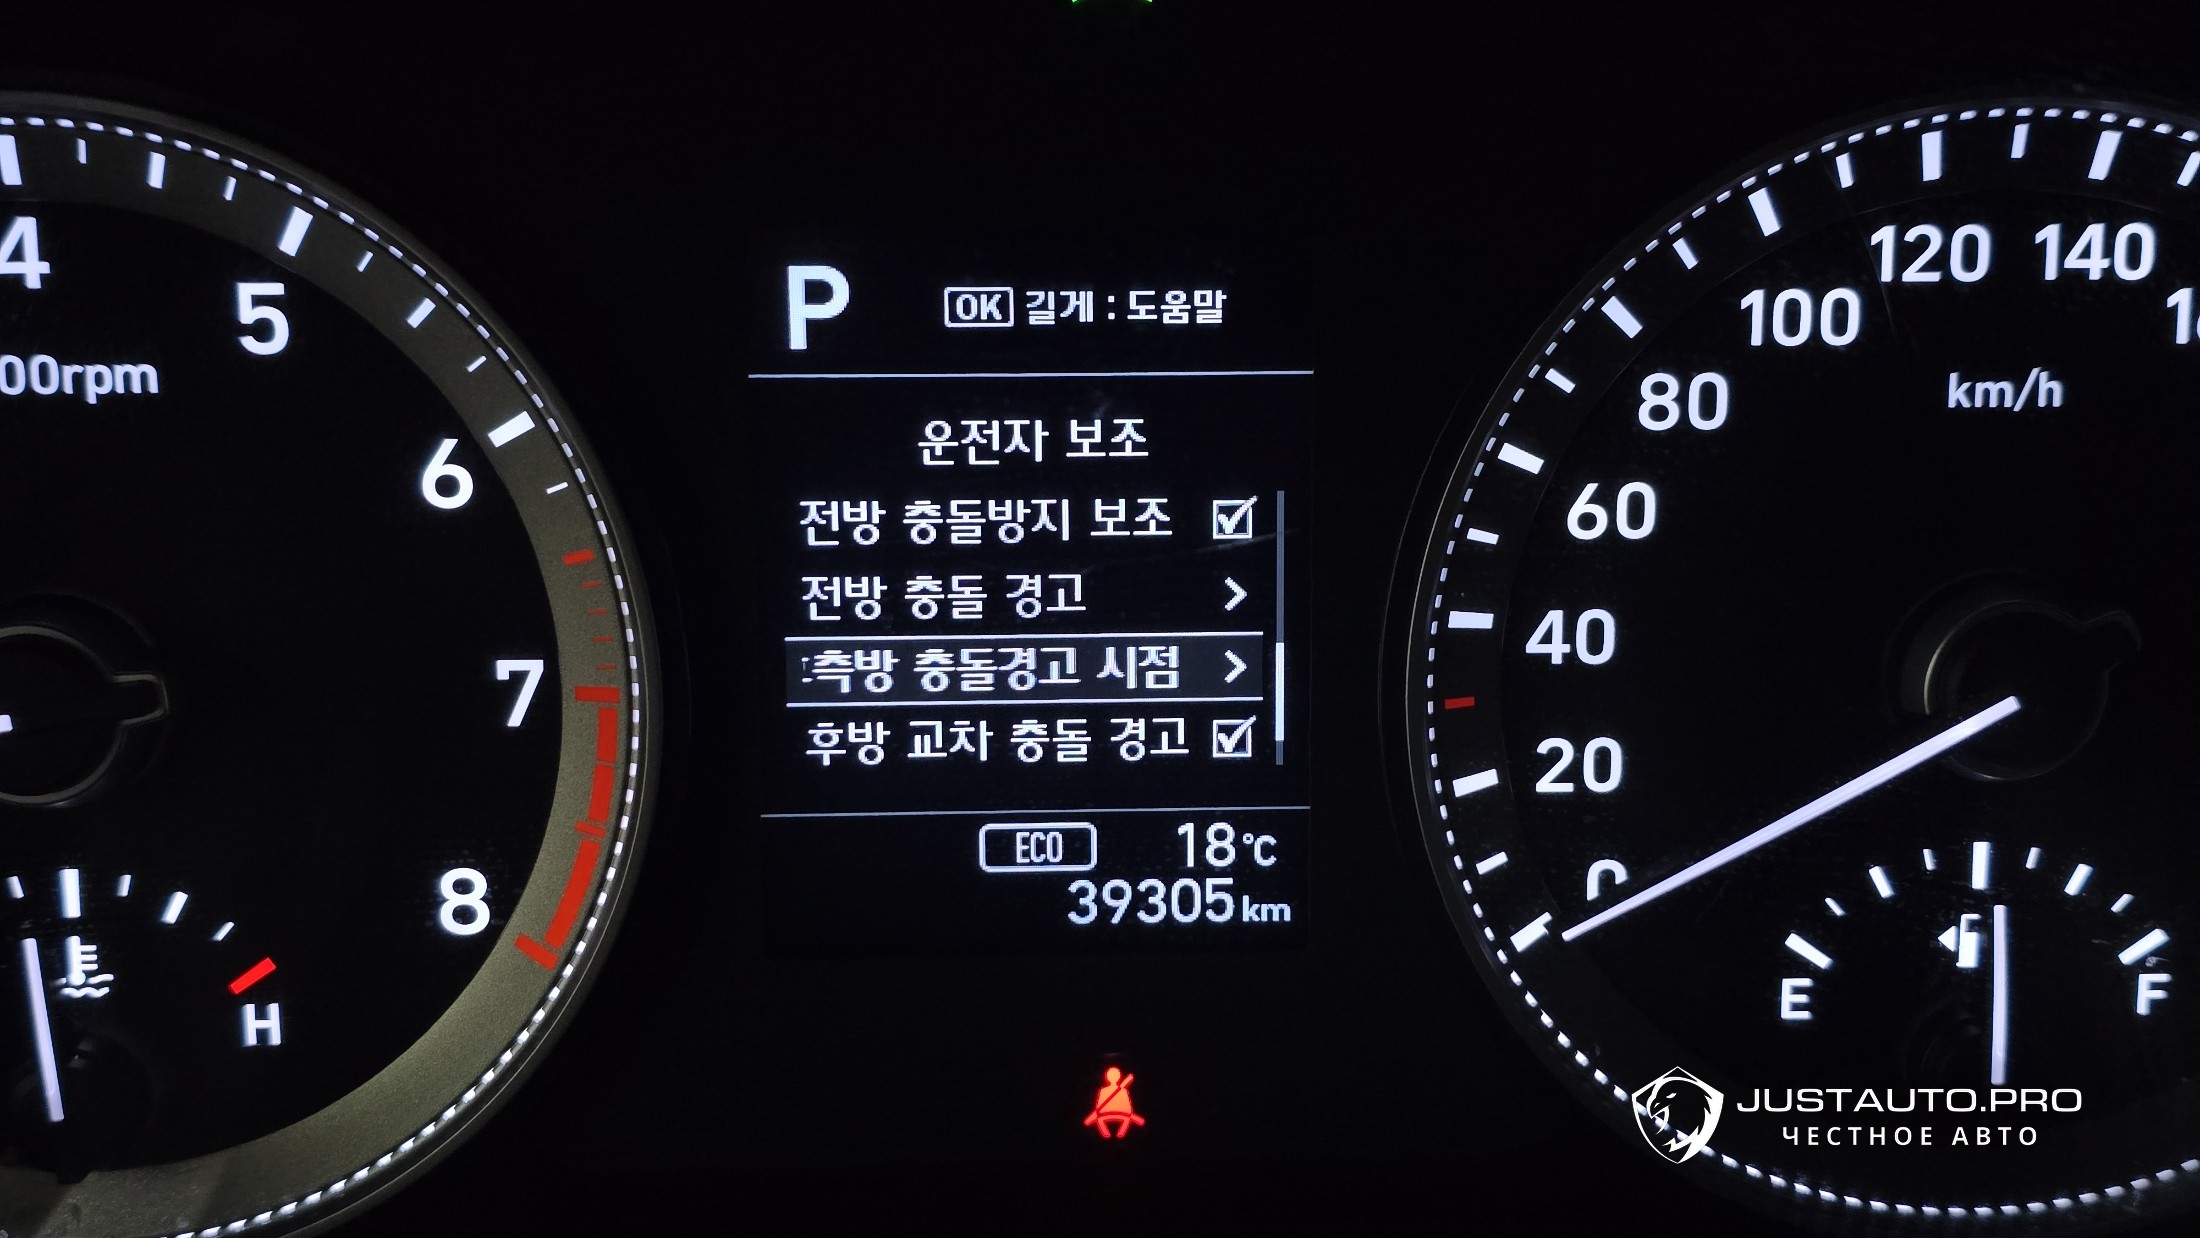 P
OK 길게 : 도움말
운전자 보조
전방 충돌방지 보조
전방 충돌 경고
측방 충돌경고 시점
후방 교차 충돌 경고
ECO 18°C
39305 km
4
5
00rpm
6
7
8
H
120 140
100
80
km/h
60
40
20
0
E F
JUSTAUTO.PRO
ЧЕСТНОЕ АВТО